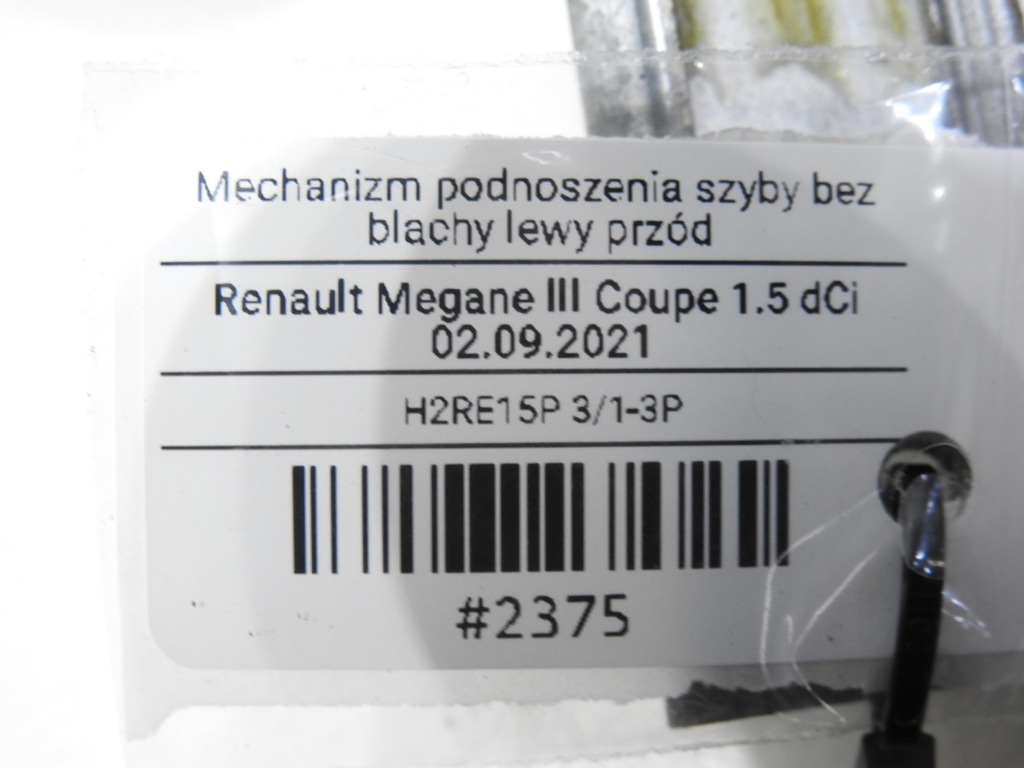 Mechanizm podnoszenia szyby bez
blachy lewy przód
Renault Megane III Coupe 1.5 dCi
02.09.2021
H2RE15P 3/1-3P
#2375